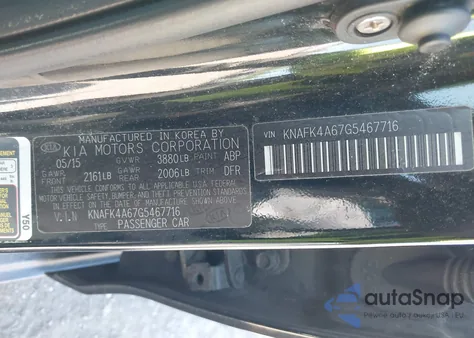 MANUFACTURED IN KOREA BY
KIA MOTORS CORPORATION
05/15 GVWR 3880LB PAINT ABP
GAWR FRONT 2161LB GAWR REAR 2006LB TRIM DFR
THIS VEHICLE CONFORMS TO ALL APPLICABLE U.S.A FEDERAL
MOTOR VEHICLE SAFETY, BUMPER, AND THEFT PREVENTION
STANDARDS IN EFFECT ON THE DATE OF MANUFACTURE SHOWN ABOVE.
V.I.N KNAFK4A67G5467716
TYPE PASSENGER CAR
VIN KNAFK4A67G5467716
Y50
autoSnap